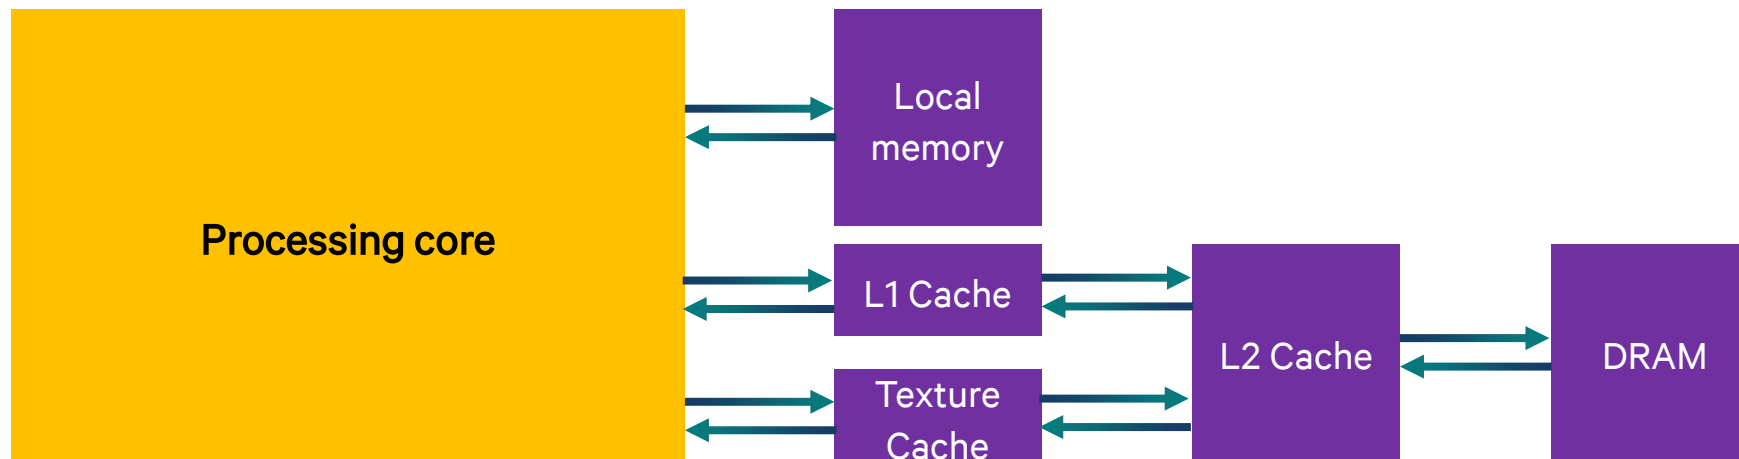 Local
memory
Processing core
L1 Cache
L2 Cache
DRAM
Texture
Cache